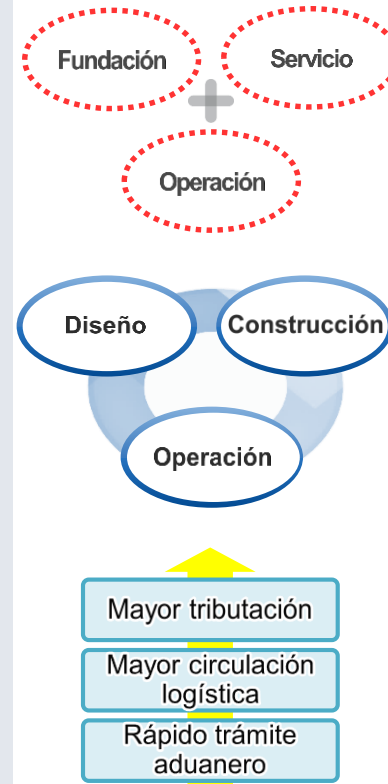 Fundación
Servicio
Operación
Diseño
Construcción
Operación
Mayor tributación
Mayor circulación
logística
Rápido trámite
aduanero